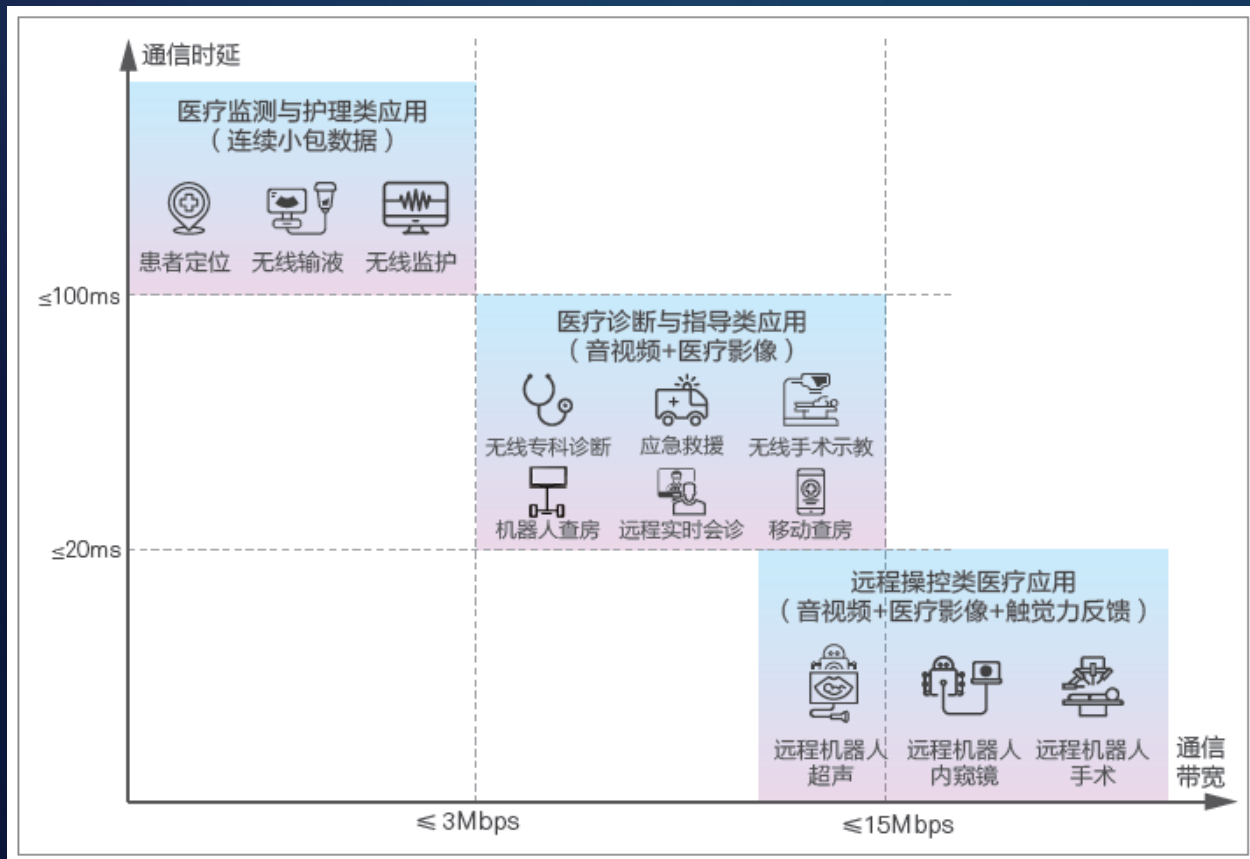 通信时延
医疗监测与护理类应用
（连续小包数据）
患者定位 无线输液 无线监护
≤100ms
医疗诊断与指导类应用
（音视频+医疗影像）
无线专科诊断 应急救援 无线手术示教
机器人查房 远程实时会诊 移动查房
≤20ms
远程操控类医疗应用
（音视频+医疗影像+触觉力反馈）
远程机器人 远程机器人 远程机器人
超声 内窥镜 手术
通信
带宽
≤3Mbps ≤15Mbps